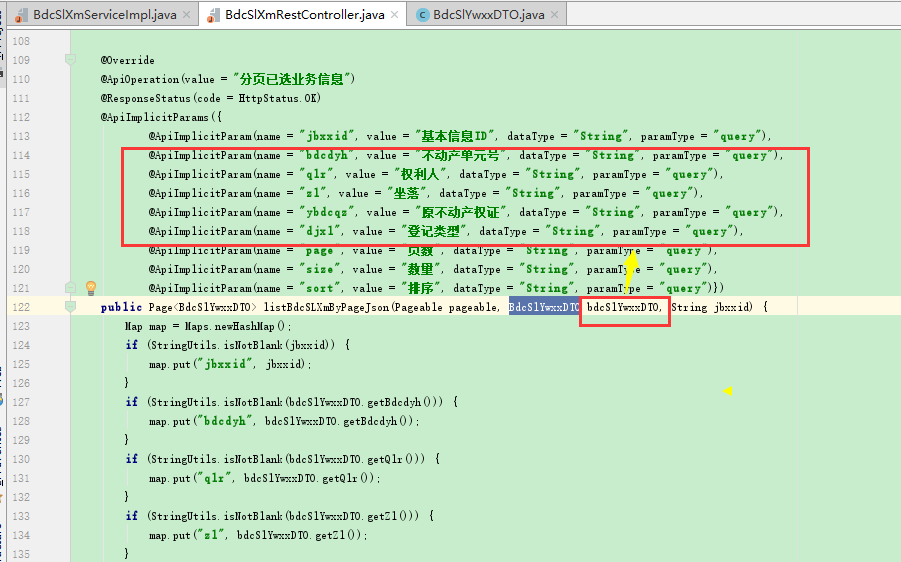 BdcSlXmServiceImpl.java × BdcSlXmRestController.java × BdcSlYwxxDTO.java ×
108
109 @Override
110 @ApiOperation(value = "分页已选业务信息")
111 @ResponseStatus(code = HttpStatus.OK)
112 @ApiImplicitParams({
113 @ApiImplicitParam(name = "jbxxid", value = "基本信息ID", dataType = "String", paramType = "query"),
114 @ApiImplicitParam(name = "bdcdyh", value = "不动产单元号", dataType = "String", paramType = "query"),
115 @ApiImplicitParam(name = "qlr", value = "权利人", dataType = "String", paramType = "query"),
116 @ApiImplicitParam(name = "zl", value = "坐落", dataType = "String", paramType = "query"),
117 @ApiImplicitParam(name = "ybdcqz", value = "原不动产权证", dataType = "String", paramType = "query"),
118 @ApiImplicitParam(name = "djxl", value = "登记类型", dataType = "String", paramType = "query"),
119 @ApiImplicitParam(name = "page", value = "页数", dataType = "String", paramType = "query"),
120 @ApiImplicitParam(name = "size", value = "数量", dataType = "String", paramType = "query"),
121 @ApiImplicitParam(name = "sort", value = "排序", dataType = "String", paramType = "query")})
122 public Page<BdcSlYwxxDTO> listBdcSLXmByPageJson(Pageable pageable, BdcSlYwxxDTO bdcSlYwxxDTO, String jbxxid) {
123 Map map = Maps.newHashMap();
124 if (StringUtils.isNotBlank(jbxxid)) {
125 map.put("jbxxid", jbxxid);
126 }
127 if (StringUtils.isNotBlank(bdcSlYwxxDTO.getBdcdyh())) {
128 map.put("bdcdyh", bdcSlYwxxDTO.getBdcdyh());
129 }
130 if (StringUtils.isNotBlank(bdcSlYwxxDTO.getQlr())) {
131 map.put("qlr", bdcSlYwxxDTO.getQlr());
132 }
133 if (StringUtils.isNotBlank(bdcSlYwxxDTO.getZl())) {
134 map.put("zl", bdcSlYwxxDTO.getZl());
135 }